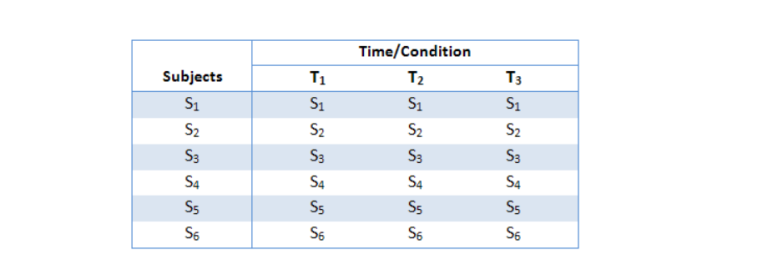 Time/Condition
Subjects T₁ T₂ T₃
S₁ S₁ S₁ S₁
S₂ S₂ S₂ S₂
S₃ S₃ S₃ S₃
S₄ S₄ S₄ S₄
S₅ S₅ S₅ S₅
S₆ S₆ S₆ S₆